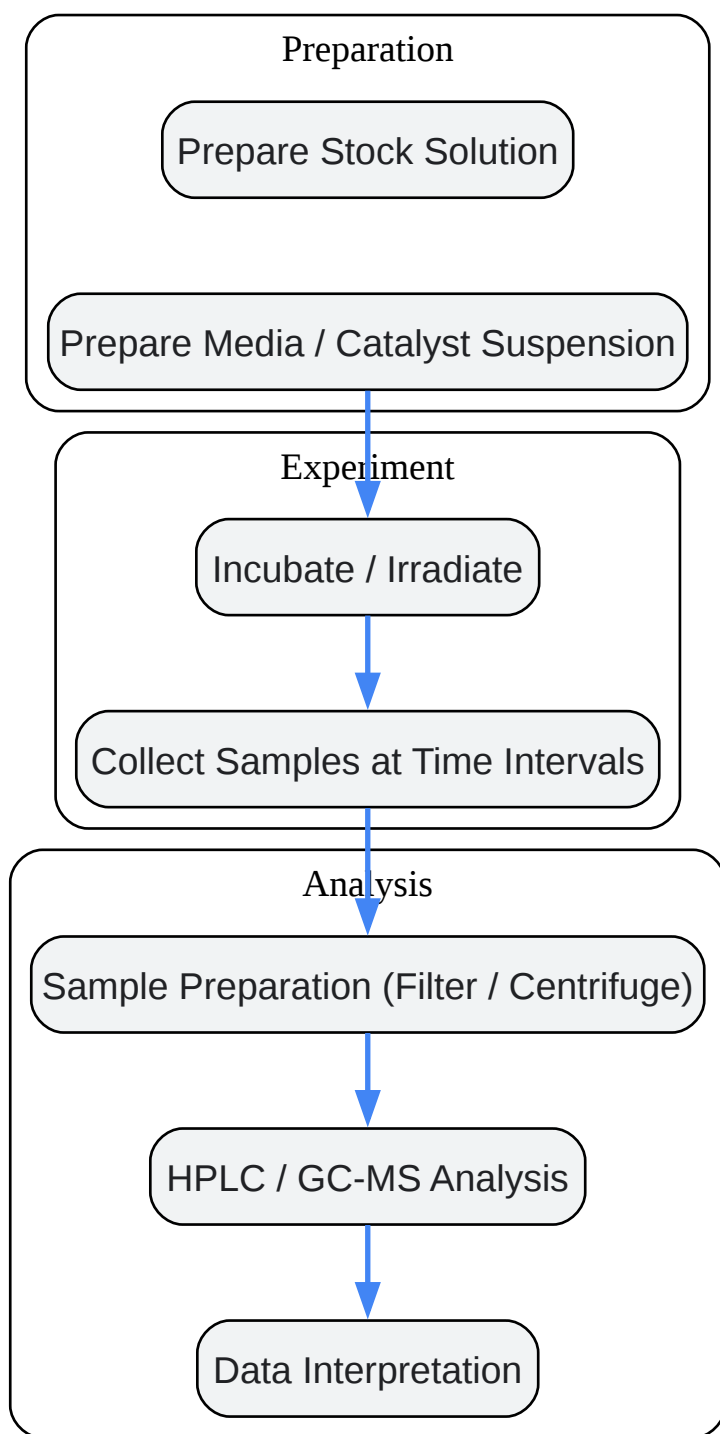 Preparation
Prepare Stock Solution
Prepare Media / Catalyst Suspension
Experiment
Incubate / Irradiate
Collect Samples at Time Intervals
Analysis
Sample Preparation (Filter / Centrifuge)
HPLC / GC-MS Analysis
Data Interpretation